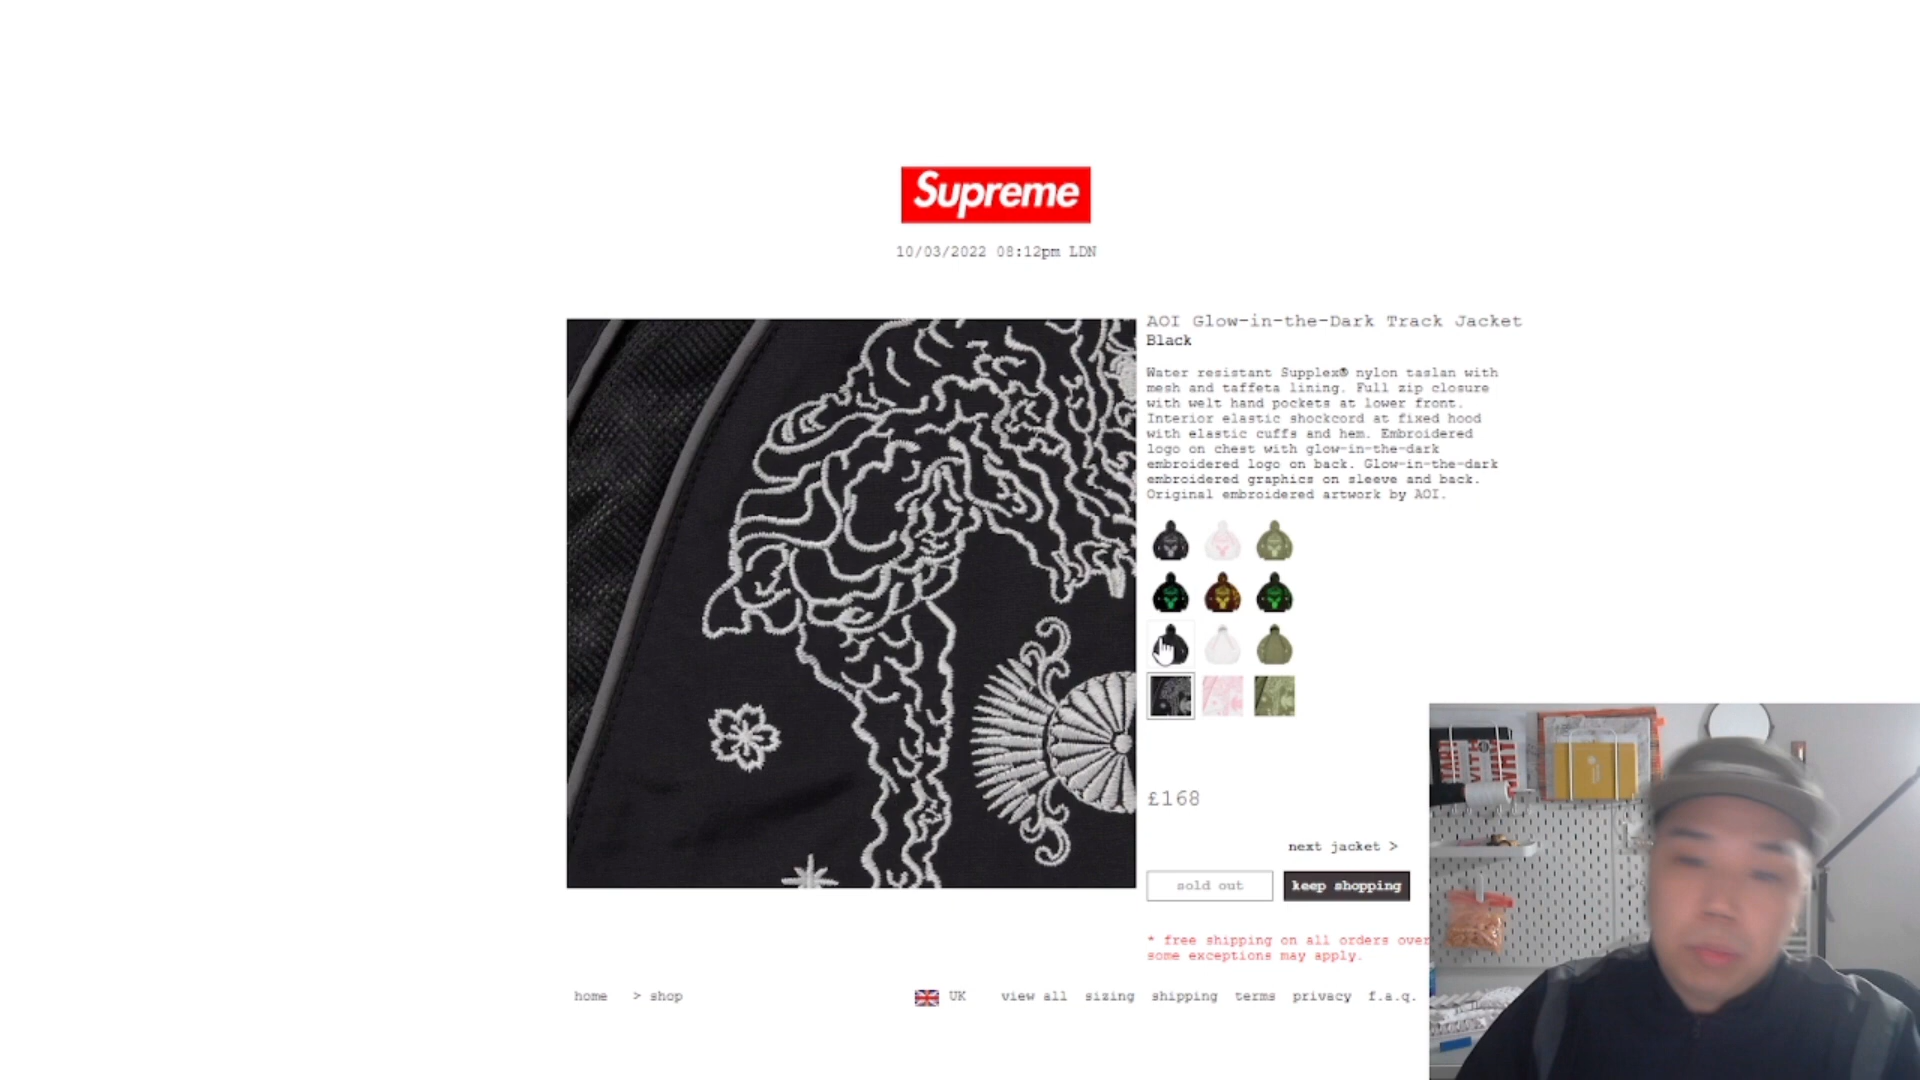 Supreme
10/03/2022 08:12pm LDN
AOI Glow-in-the-Dark Track Jacket
Black
Water resistant Supplex® nylon taslan with
mesh and taffeta lining. Full zip closure
with welt hand pockets at lower front.
Interior elastic shockcord at fixed hood
with elastic cuffs and hem. Embroidered
logo on chest with glow-in-the-dark
embroidered logo on back. Glow-in-the-dark
embroidered graphics on sleeve and back.
Original embroidered artwork by AOI.
£168
next jacket >
sold out
keep shopping
* free shipping on all orders over
some exceptions may apply.
home > shop
UK view all sizing shipping terms privacy f.a.q.